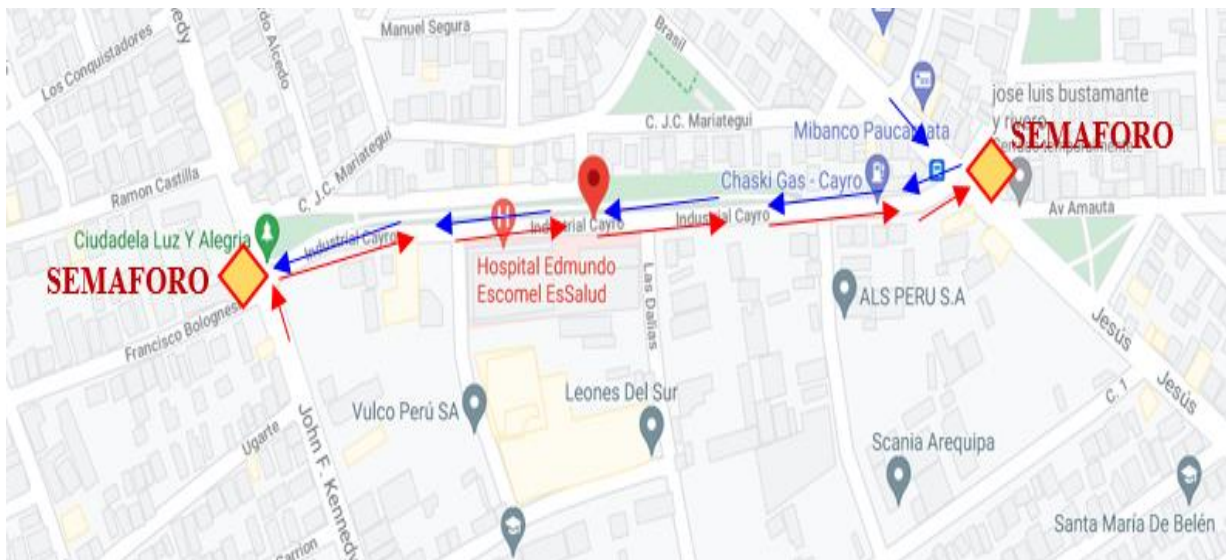 Manuel Segura
Los Conquistadores
Brasil
C. J.C. Mariategui
Mibanco Paucarpata
jose luis bustamante
y rivero
SEMAFORO
Ramon Castilla
C. J.C. Mariategui
Chaski Gas - Cayro
Av Amauta
Industrial Cayro
Industrial Cayro
Industrial Cayro
Ciudadela Luz Y Alegria
SEMAFORO
Hospital Edmundo
Escomel EsSalud
Las Dalias
ALS PERU S.A
Francisco Bolognesi
Jesús
Jesús
C. 1
Leones Del Sur
Vulco Perú SA
John F. Kennedy
Ugarte
Scania Arequipa
Santa María De Belén